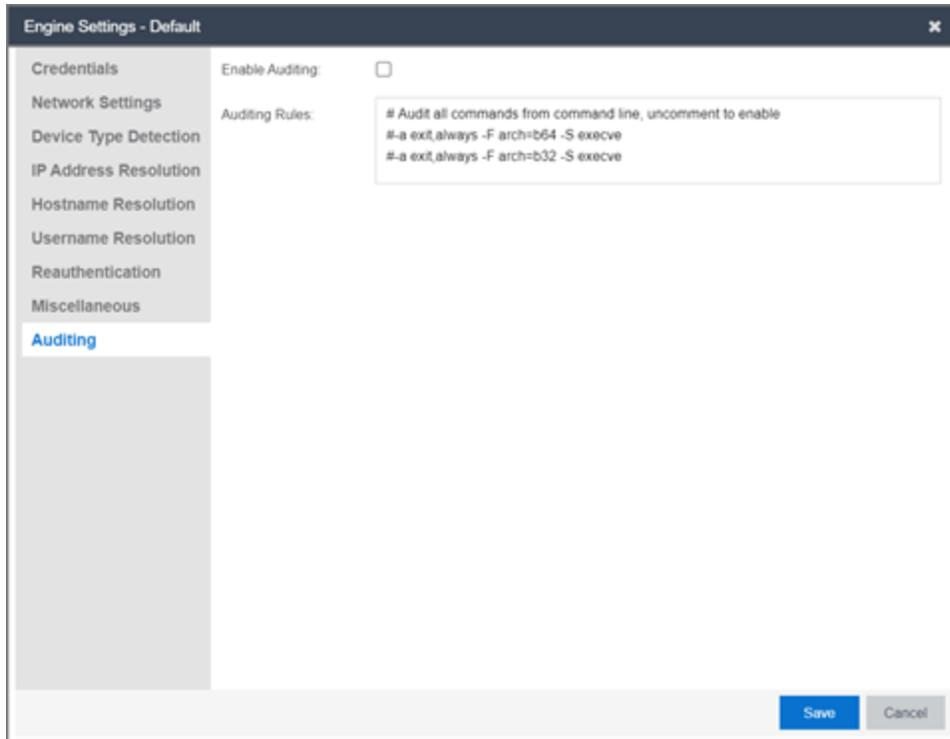 Engine Settings - Default
Credentials
Network Settings
Device Type Detection
IP Address Resolution
Hostname Resolution
Username Resolution
Reauthentication
Miscellaneous
Auditing
Enable Auditing:
Auditing Rules:
# Audit all commands from command line, uncomment to enable
#-a exit,always -F arch=b64 -S execve
#-a exit,always -F arch=b32 -S execve
Save
Cancel